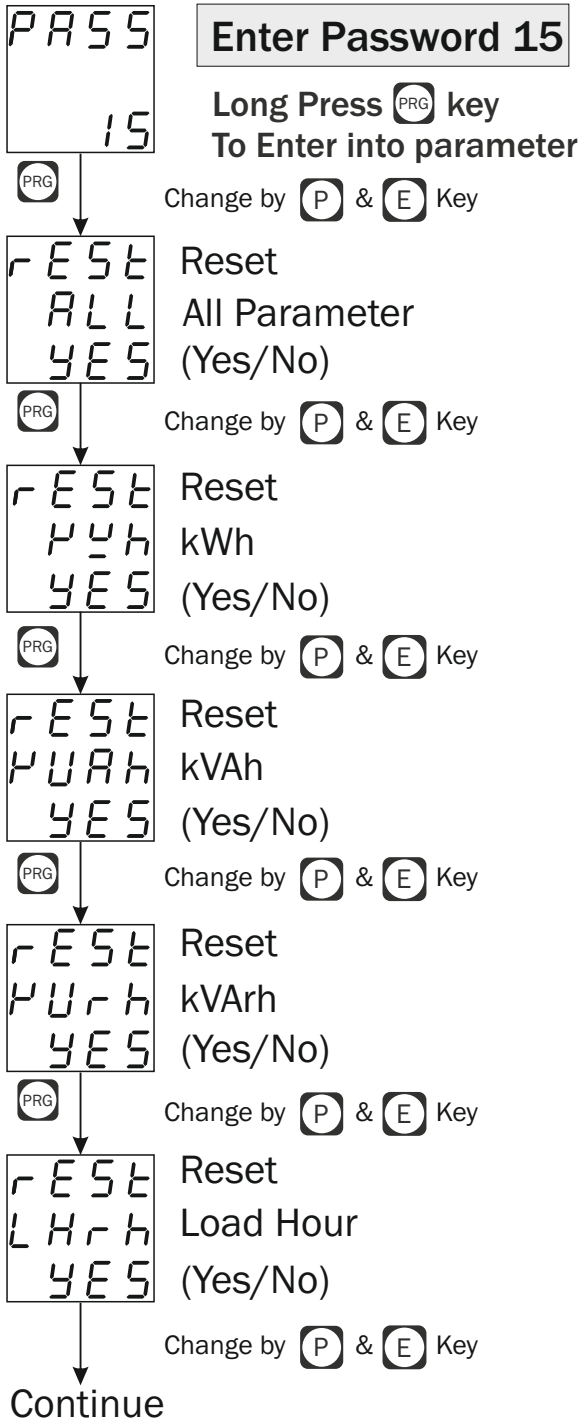 PASS
15
Enter Password 15
Long Press PRG key
To Enter into parameter
PRG
Change by P & E Key
rESt
ALL
YES
Reset
All Parameter
(Yes/No)
PRG
Change by P & E Key
rESt
kWh
YES
Reset
kWh
(Yes/No)
PRG
Change by P & E Key
rESt
kVAh
YES
Reset
kVAh
(Yes/No)
PRG
Change by P & E Key
rESt
kVrh
YES
Reset
kVArh
(Yes/No)
PRG
Change by P & E Key
rESt
LHrh
YES
Reset
Load Hour
(Yes/No)
Change by P & E Key
Continue